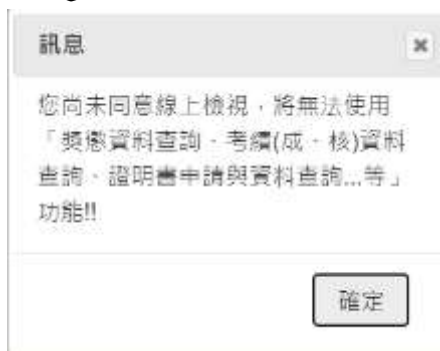 訊息
您尚未同意線上檢視，將無法使用
「獎懲資料查詢、考績(成、核)資料
查詢、證明書申請與資料查詢...等」
功能!!
確定